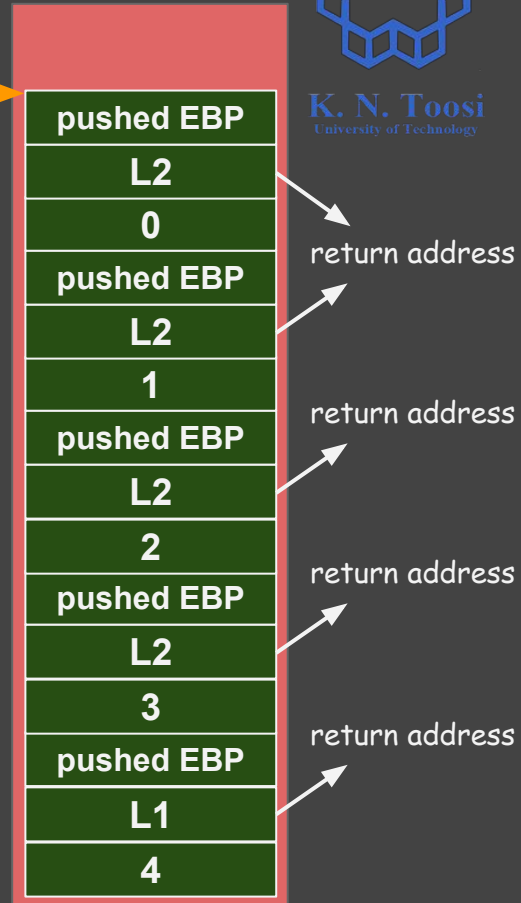 K. N. Toosi
University of Technology
pushed EBP
L2
0
return address
pushed EBP
L2
1
return address
pushed EBP
L2
2
return address
pushed EBP
L2
3
return address
pushed EBP
L1
4